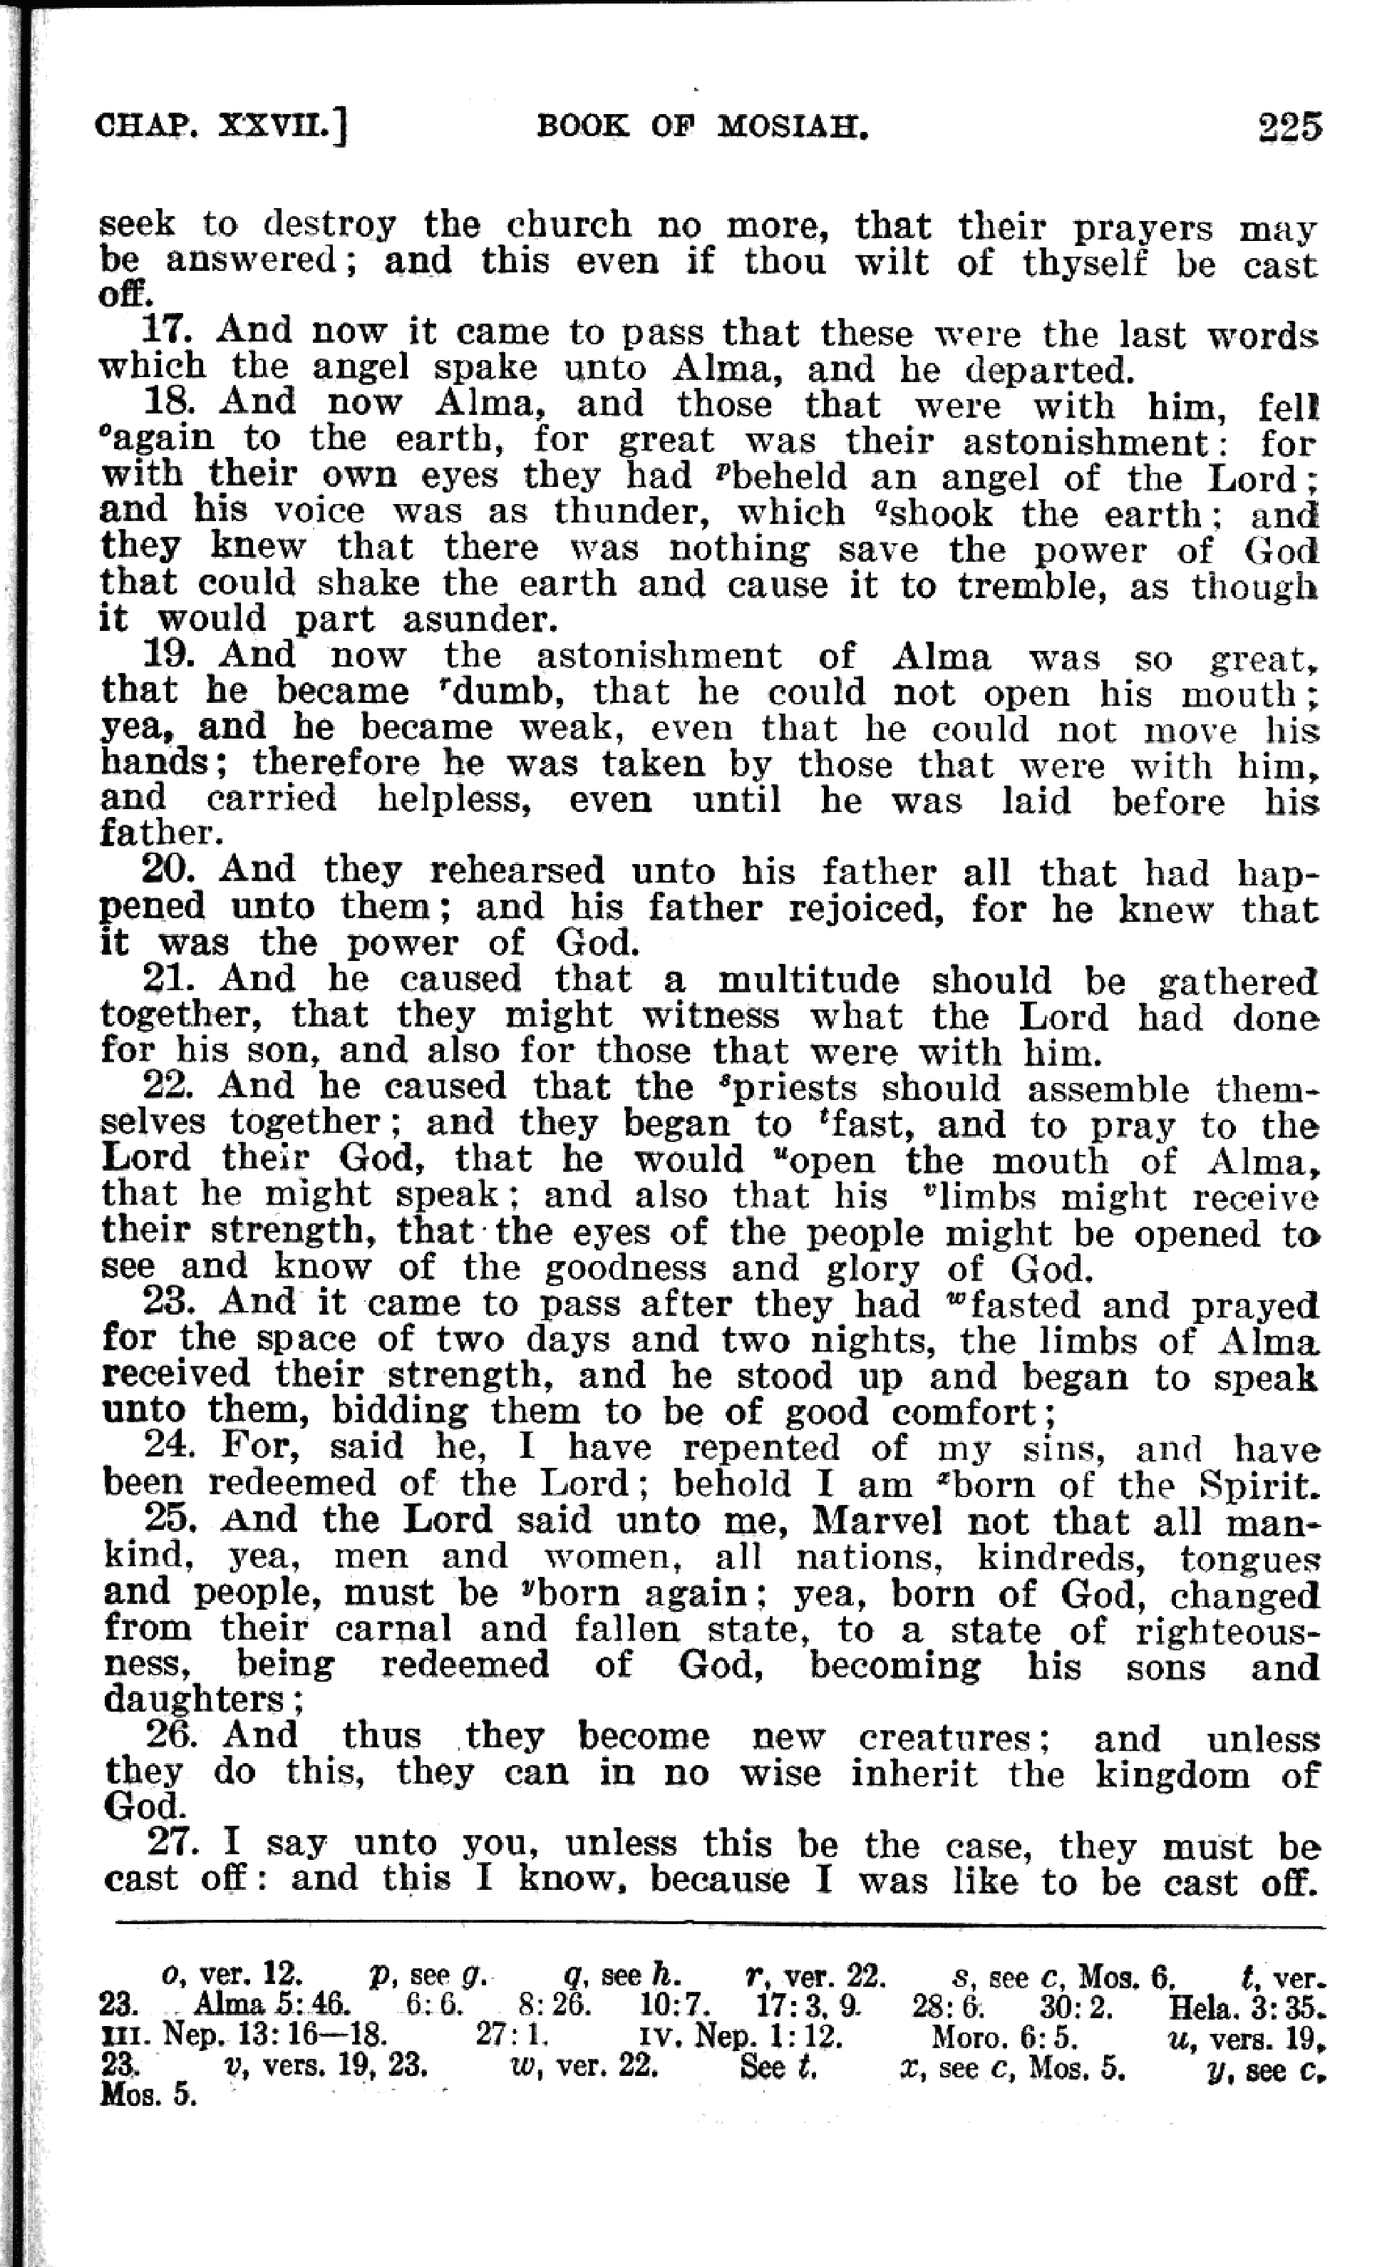 CHAP. XXVII.] BOOK OF MOSIAH. 225
seek to destroy the church no more, that their prayers may
be answered; and this even if thou wilt of thyself be cast
off.
17. And now it came to pass that these were the last words
which the angel spake unto Alma, and he departed.
18. And now Alma, and those that were with him, fell
ᵒagain to the earth, for great was their astonishment: for
with their own eyes they had ᵖbeheld an angel of the Lord;
and his voice was as thunder, which qshook the earth; and
they knew that there was nothing save the power of God
that could shake the earth and cause it to tremble, as though
it would part asunder.
19. And now the astonishment of Alma was so great,
that he became ʳdumb, that he could not open his mouth;
yea, and he became weak, even that he could not move his
hands; therefore he was taken by those that were with him,
and carried helpless, even until he was laid before his
father.
20. And they rehearsed unto his father all that had hap-
pened unto them; and his father rejoiced, for he knew that
it was the power of God.
21. And he caused that a multitude should be gathered
together, that they might witness what the Lord had done
for his son, and also for those that were with him.
22. And he caused that the ˢpriests should assemble them-
selves together; and they began to ᵗfast, and to pray to the
Lord their God, that he would ᵘopen the mouth of Alma,
that he might speak; and also that his ᵛlimbs might receive
their strength, that the eyes of the people might be opened to
see and know of the goodness and glory of God.
23. And it came to pass after they had ʷfasted and prayed
for the space of two days and two nights, the limbs of Alma
received their strength, and he stood up and began to speak
unto them, bidding them to be of good comfort;
24. For, said he, I have repented of my sins, and have
been redeemed of the Lord; behold I am ˣborn of the Spirit.
25. And the Lord said unto me, Marvel not that all man-
kind, yea, men and women, all nations, kindreds, tongues
and people, must be ʸborn again; yea, born of God, changed
from their carnal and fallen state, to a state of righteous-
ness, being redeemed of God, becoming his sons and
daughters;
26. And thus they become new creatures; and unless
they do this, they can in no wise inherit the kingdom of
God.
27. I say unto you, unless this be the case, they must be
cast off: and this I know, because I was like to be cast off.
o, ver. 12. p, see g. q, see h. r, ver. 22. s, see c, Mos. 6. t, ver.
23. Alma 5:46. 6:6. 8:26. 10:7. 17:3, 9. 28:6. 30:2. Hela. 3:35.
III. Nep. 13:16—18. 27:1. IV. Nep. 1:12. Moro. 6:5. u, vers. 19,
23. v, vers. 19, 23. w, ver. 22. See t. x, see c, Mos. 5. y, see c,
Mos. 5.